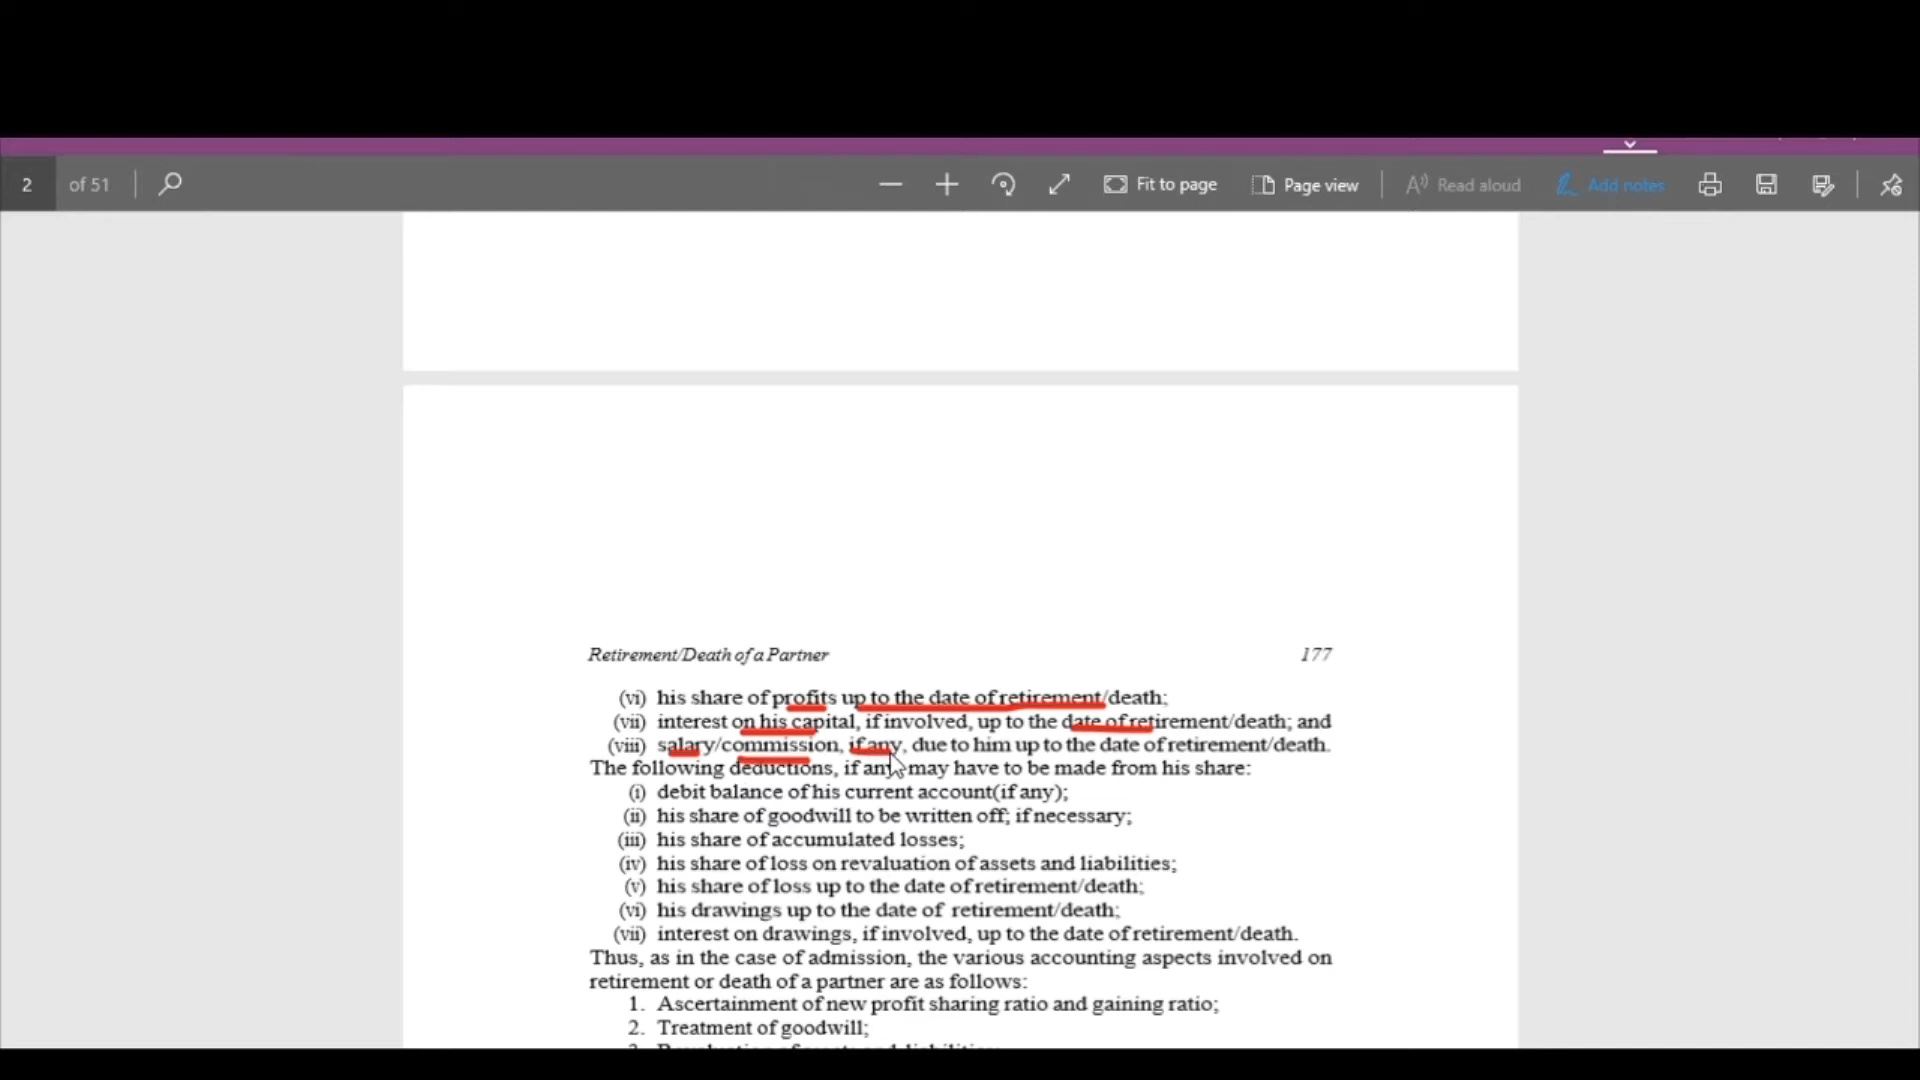 2 of 51 Fit to page Page view Read aloud Add notes
Retirement/Death of a Partner 177
(vi) his share of profits up to the date of retirement/death;
(vii) interest on his capital, if involved, up to the date of retirement/death; and
(viii) salary/commission, if any, due to him up to the date of retirement/death.
The following deductions, if any may have to be made from his share:
(i) debit balance of his current account(if any);
(ii) his share of goodwill to be written off; if necessary;
(iii) his share of accumulated losses;
(iv) his share of loss on revaluation of assets and liabilities;
(v) his share of loss up to the date of retirement/death;
(vi) his drawings up to the date of retirement/death;
(vii) interest on drawings, if involved, up to the date of retirement/death.
Thus, as in the case of admission, the various accounting aspects involved on
retirement or death of a partner are as follows:
1. Ascertainment of new profit sharing ratio and gaining ratio;
2. Treatment of goodwill;